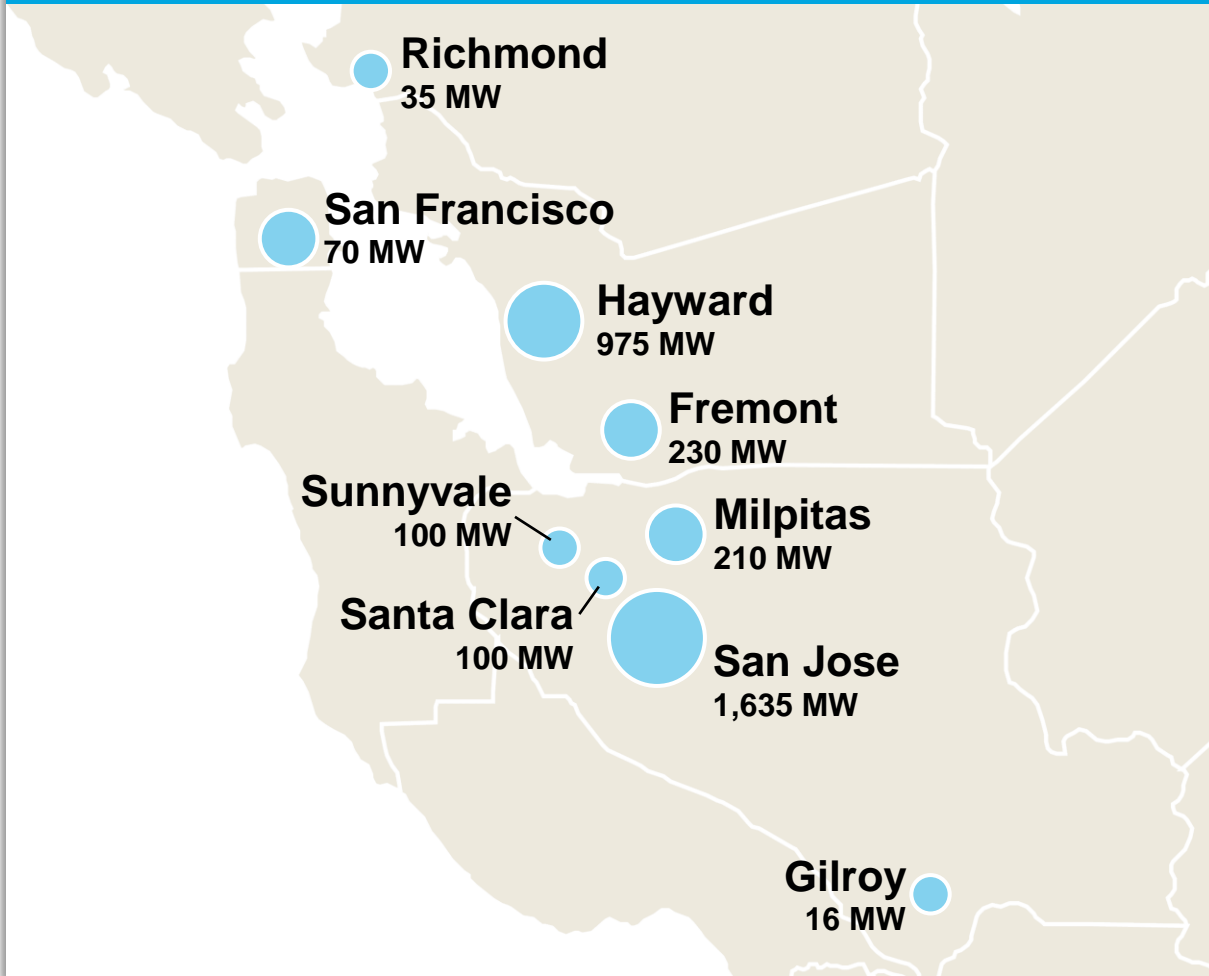 Richmond
35 MW
San Francisco
70 MW
Hayward
975 MW
Fremont
230 MW
Sunnyvale
100 MW
Milpitas
210 MW
Santa Clara
100 MW
San Jose
1,635 MW
Gilroy
16 MW